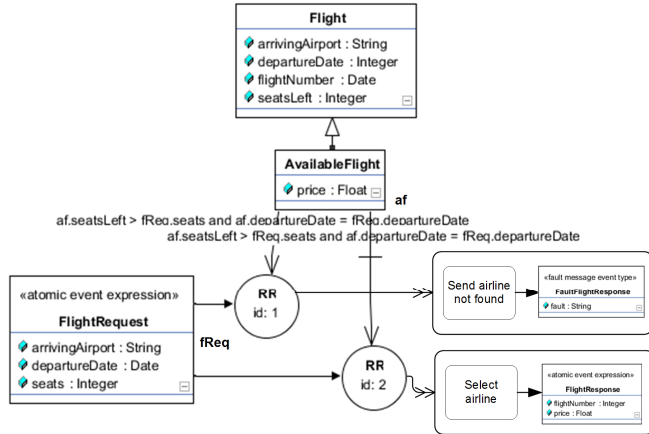 Flight
arrivingAirport : String
departureDate : Integer
flightNumber : Date
seatsLeft : Integer
AvailableFlight
price : Float
af
af.seatsLeft > fReq.seats and af.departureDate = fReq.departureDate
af.seatsLeft > fReq.seats and af.departureDate = fReq.departureDate
«atomic event expression»
FlightRequest
arrivingAirport : String
departureDate : Date
seats : Integer
fReq
RR
id: 1
RR
id: 2
Send airline
not found
«fault message event type»
FaultFlightResponse
fault : String
Select
airline
«atomic event expression»
FlightResponse
flightNumber : Integer
price : Float